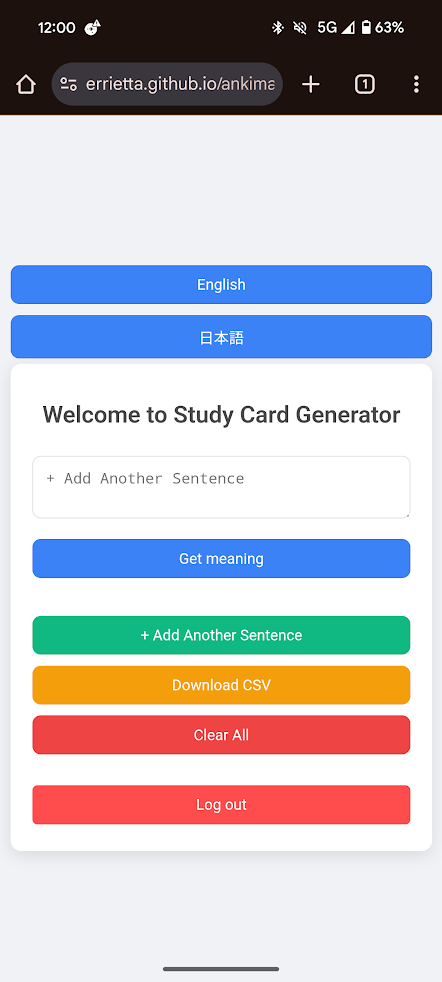 12:00 5G 63%
errietta.github.io/ankima
1
English
日本語
Welcome to Study Card Generator
+ Add Another Sentence
Get meaning
+ Add Another Sentence
Download CSV
Clear All
Log out